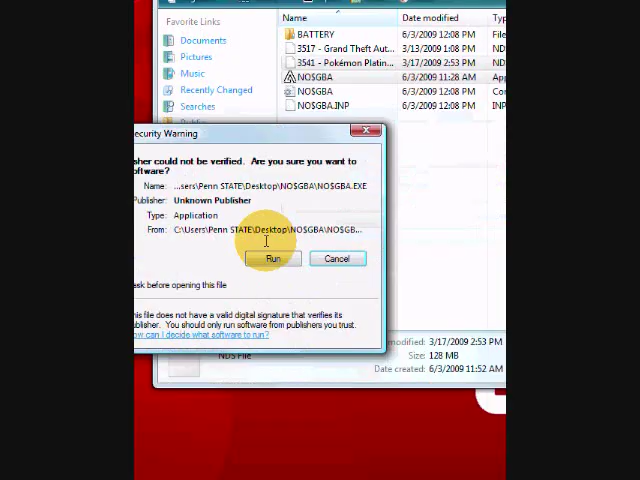 Favorite Links
Documents
Pictures
Music
Recently Changed
Searches
Name
Date modified
Typ
BATTERY 6/3/2009 12:08 PM File
3517 - Grand Theft Aut... 3/13/2009 1:08 PM NDS
3541 - Pokémon Platin... 3/17/2009 2:53 PM NDS
NO$GBA 6/3/2009 11:28 AM App
NO$GBA 6/3/2009 12:08 PM Co
NO$GBA.INP 6/3/2009 12:08 PM INP
ecurity Warning
sher could not be verified. Are you sure you want to
oftware?
Name: ...sers\Penn STATE\Desktop\NO$GBA\NO$GBA.EXE
Publisher: Unknown Publisher
Type: Application
From: C:\Users\Penn STATE\Desktop\NO$GBA\NO$GB...
Run
Cancel
ask before opening this file
his file does not have a valid digital signature that verifies its
ublisher. You should only run software from publishers you trust.
ow can I decide what software to run?
modified: 3/17/2009 2:53 PM
Size: 128 MB
Date created: 6/3/2009 11:52 AM
NDS File